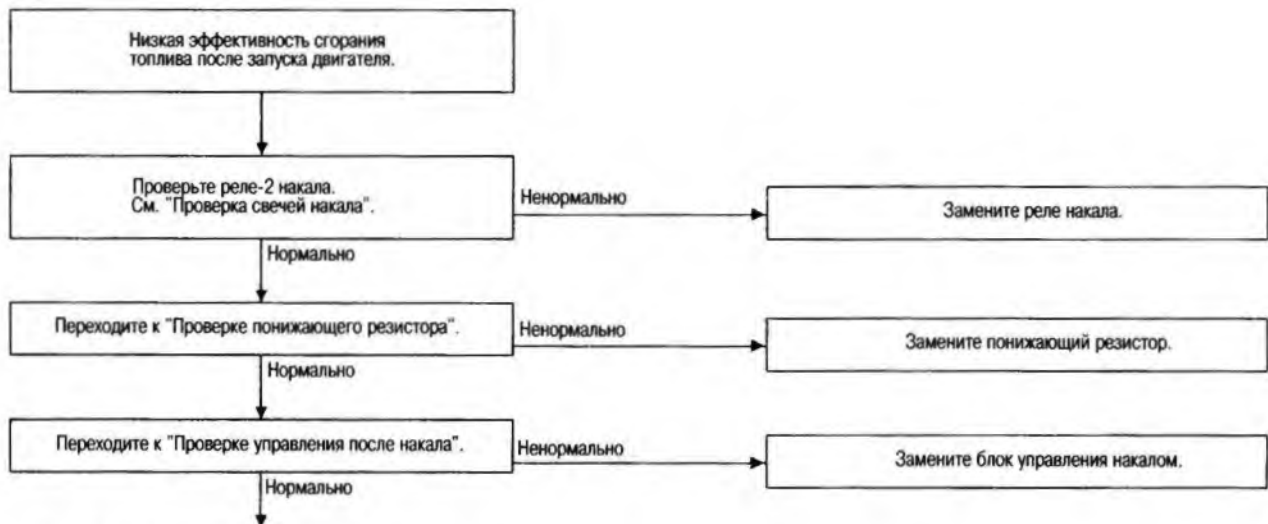 Низкая эффективность сгорания
топлива после запуска двигателя.
Проверьте реле-2 накала.
См. "Проверка свечей накала".
Ненормально
Замените реле накала.
Нормально
Переходите к "Проверке понижающего резистора".
Ненормально
Замените понижающий резистор.
Нормально
Переходите к "Проверке управления после накала".
Ненормально
Замените блок управления накалом.
Нормально